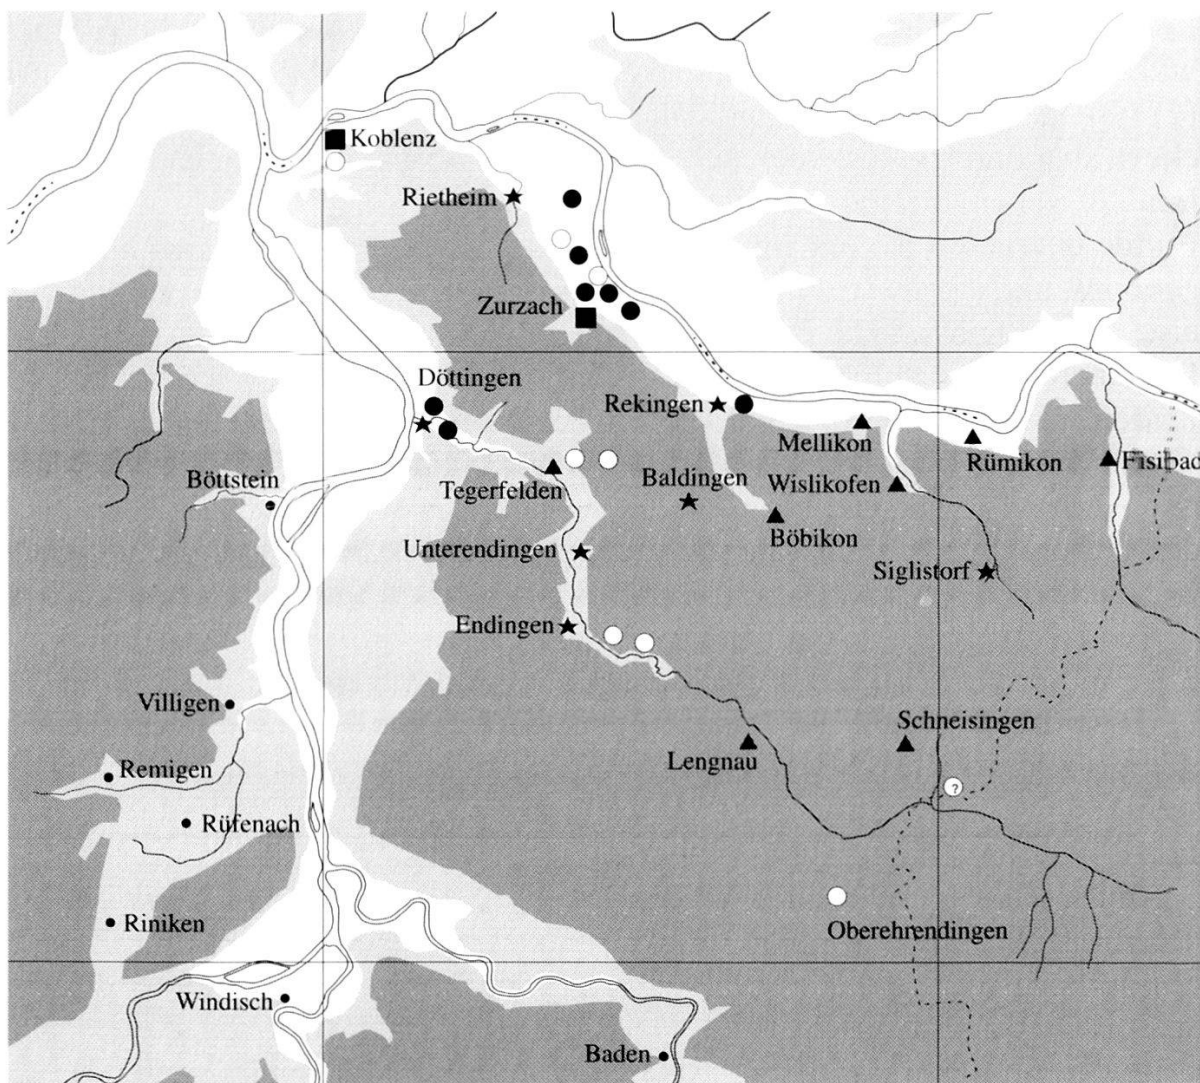 Koblenz
Rietheim
Zurzach
Döttingen
Rekingen
Mellikon
Rümikon
Fisibad
Böttstein
Tegerfelden
Baldingen
Wislikofen
Böbikon
Unterendingen
Siglistorf
Endingen
Villigen
Schneisingen
Lengnau
Remigen
?
Rüfenach
Riniken
Oberehrendingen
Windisch
Baden